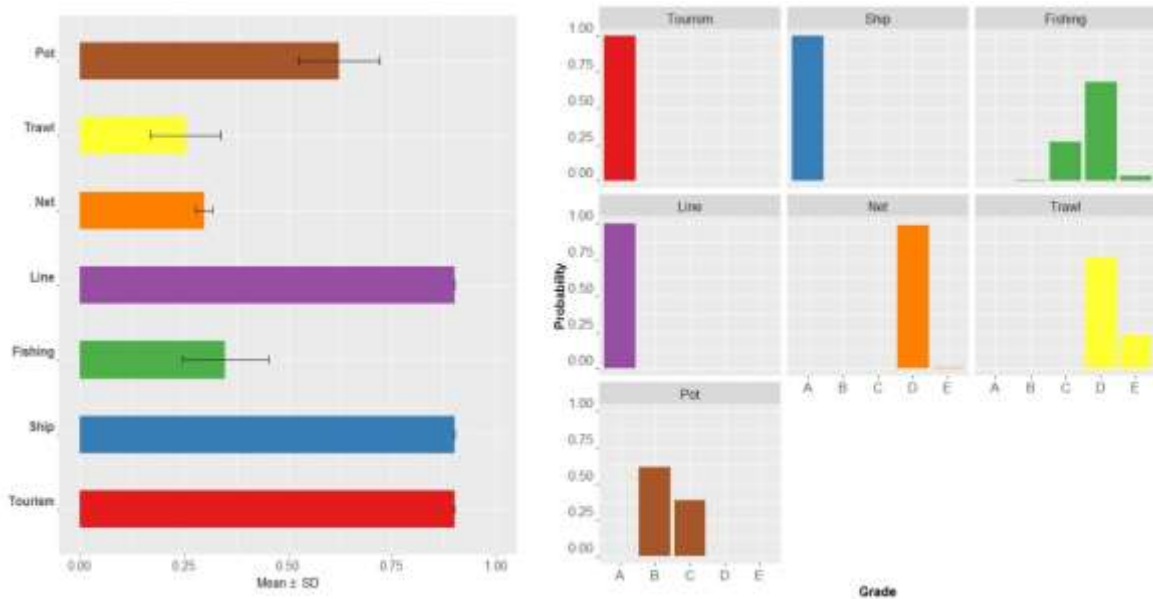 Pot
Trawl
Net
Line
Fishing
Ship
Tourism
0.00 0.25 0.50 0.75 1.00
Mean ± SD
Tourism Ship Fishing
1.00
0.75
0.50
0.25
0.00
Line Net Trawl
1.00
0.75
0.50
0.25
0.00
A B C D E A B C D E
Pot
1.00
0.75
0.50
0.25
0.00
A B C D E
Probability
Grade